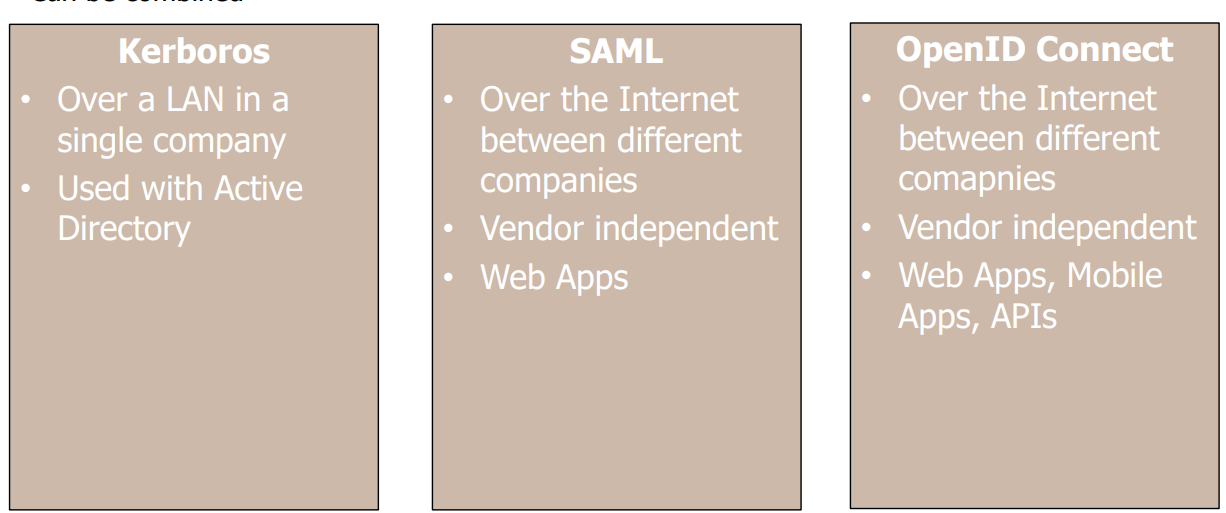 can be combined
Kerboros
• Over a LAN in a
single company
• Used with Active
Directory
SAML
• Over the Internet
between different
companies
• Vendor independent
• Web Apps
OpenID Connect
• Over the Internet
between different
comapnies
• Vendor independent
• Web Apps, Mobile
Apps, APIs